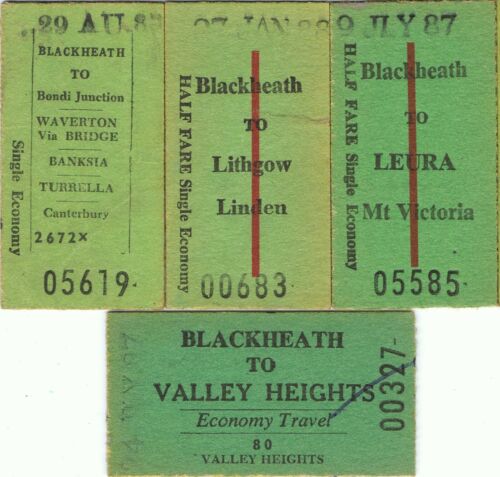 29 AU. 87
BLACKHEATH
TO
Bondi Junction
WAVERTON
Via BRIDGE
BANKSIA
TURRELLA
Canterbury
2672x
Single Economy
05619
27 JAN 88
Blackheath
TO
Lithgow
Linden
HALF FARE Single Economy
00683
9 JLY 87
Blackheath
TO
LEURA
Mt Victoria
HALF FARE Single Economy
05585
BLACKHEATH
TO
VALLEY HEIGHTS
Economy Travel
80
VALLEY HEIGHTS
00327